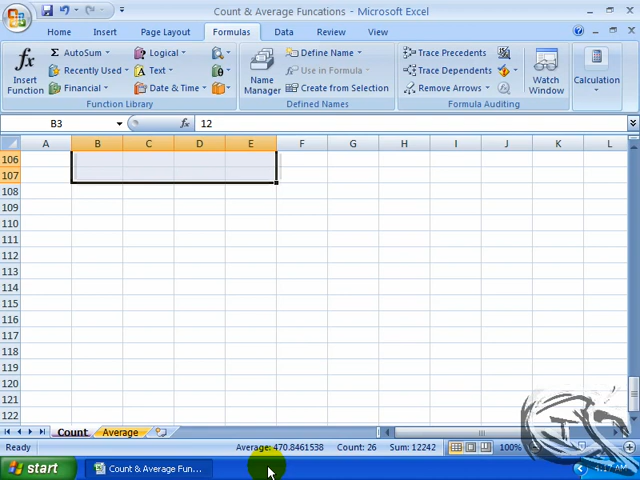 Count & Average Funcations - Microsoft Excel
Home Insert Page Layout Formulas Data Review View
fx Insert Function
AutoSum
Recently Used
Financial
Logical
Text
Date & Time
Function Library
Name Manager
Define Name
Use in Formula
Create from Selection
Defined Names
Trace Precedents
Trace Dependents
Remove Arrows
Formula Auditing
Watch Window
Calculation
B3 fx 12
A B C D E F G H I J K L
106
107
108
109
110
111
112
113
114
115
116
117
118
119
120
121
122
Count Average
Ready Average: 470.8461538 Count: 26 Sum: 12242 100%
start Count & Average Fun...